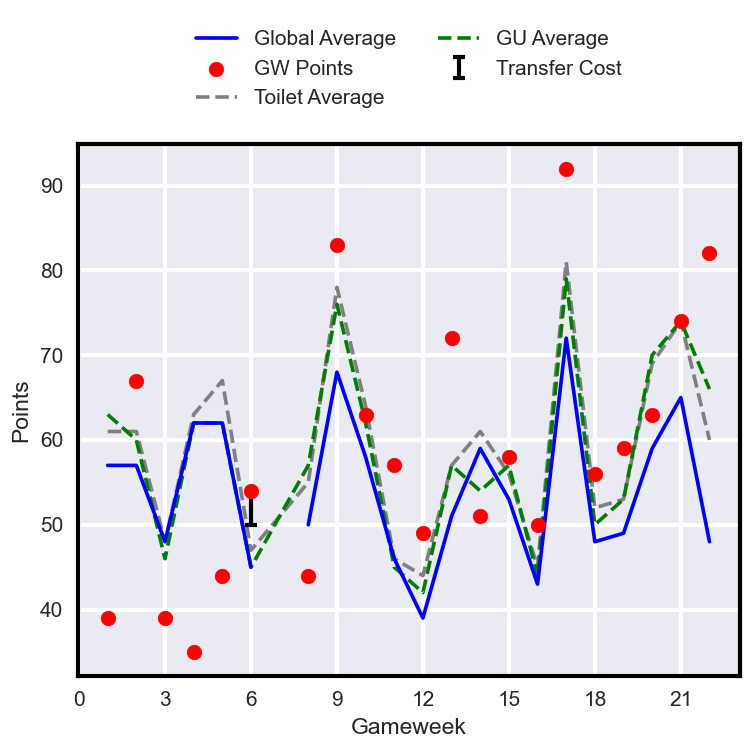 Global Average
GW Points
Toilet Average
GU Average
Transfer Cost
90
80
70
60
50
40
Points
0 3 6 9 12 15 18 21
Gameweek